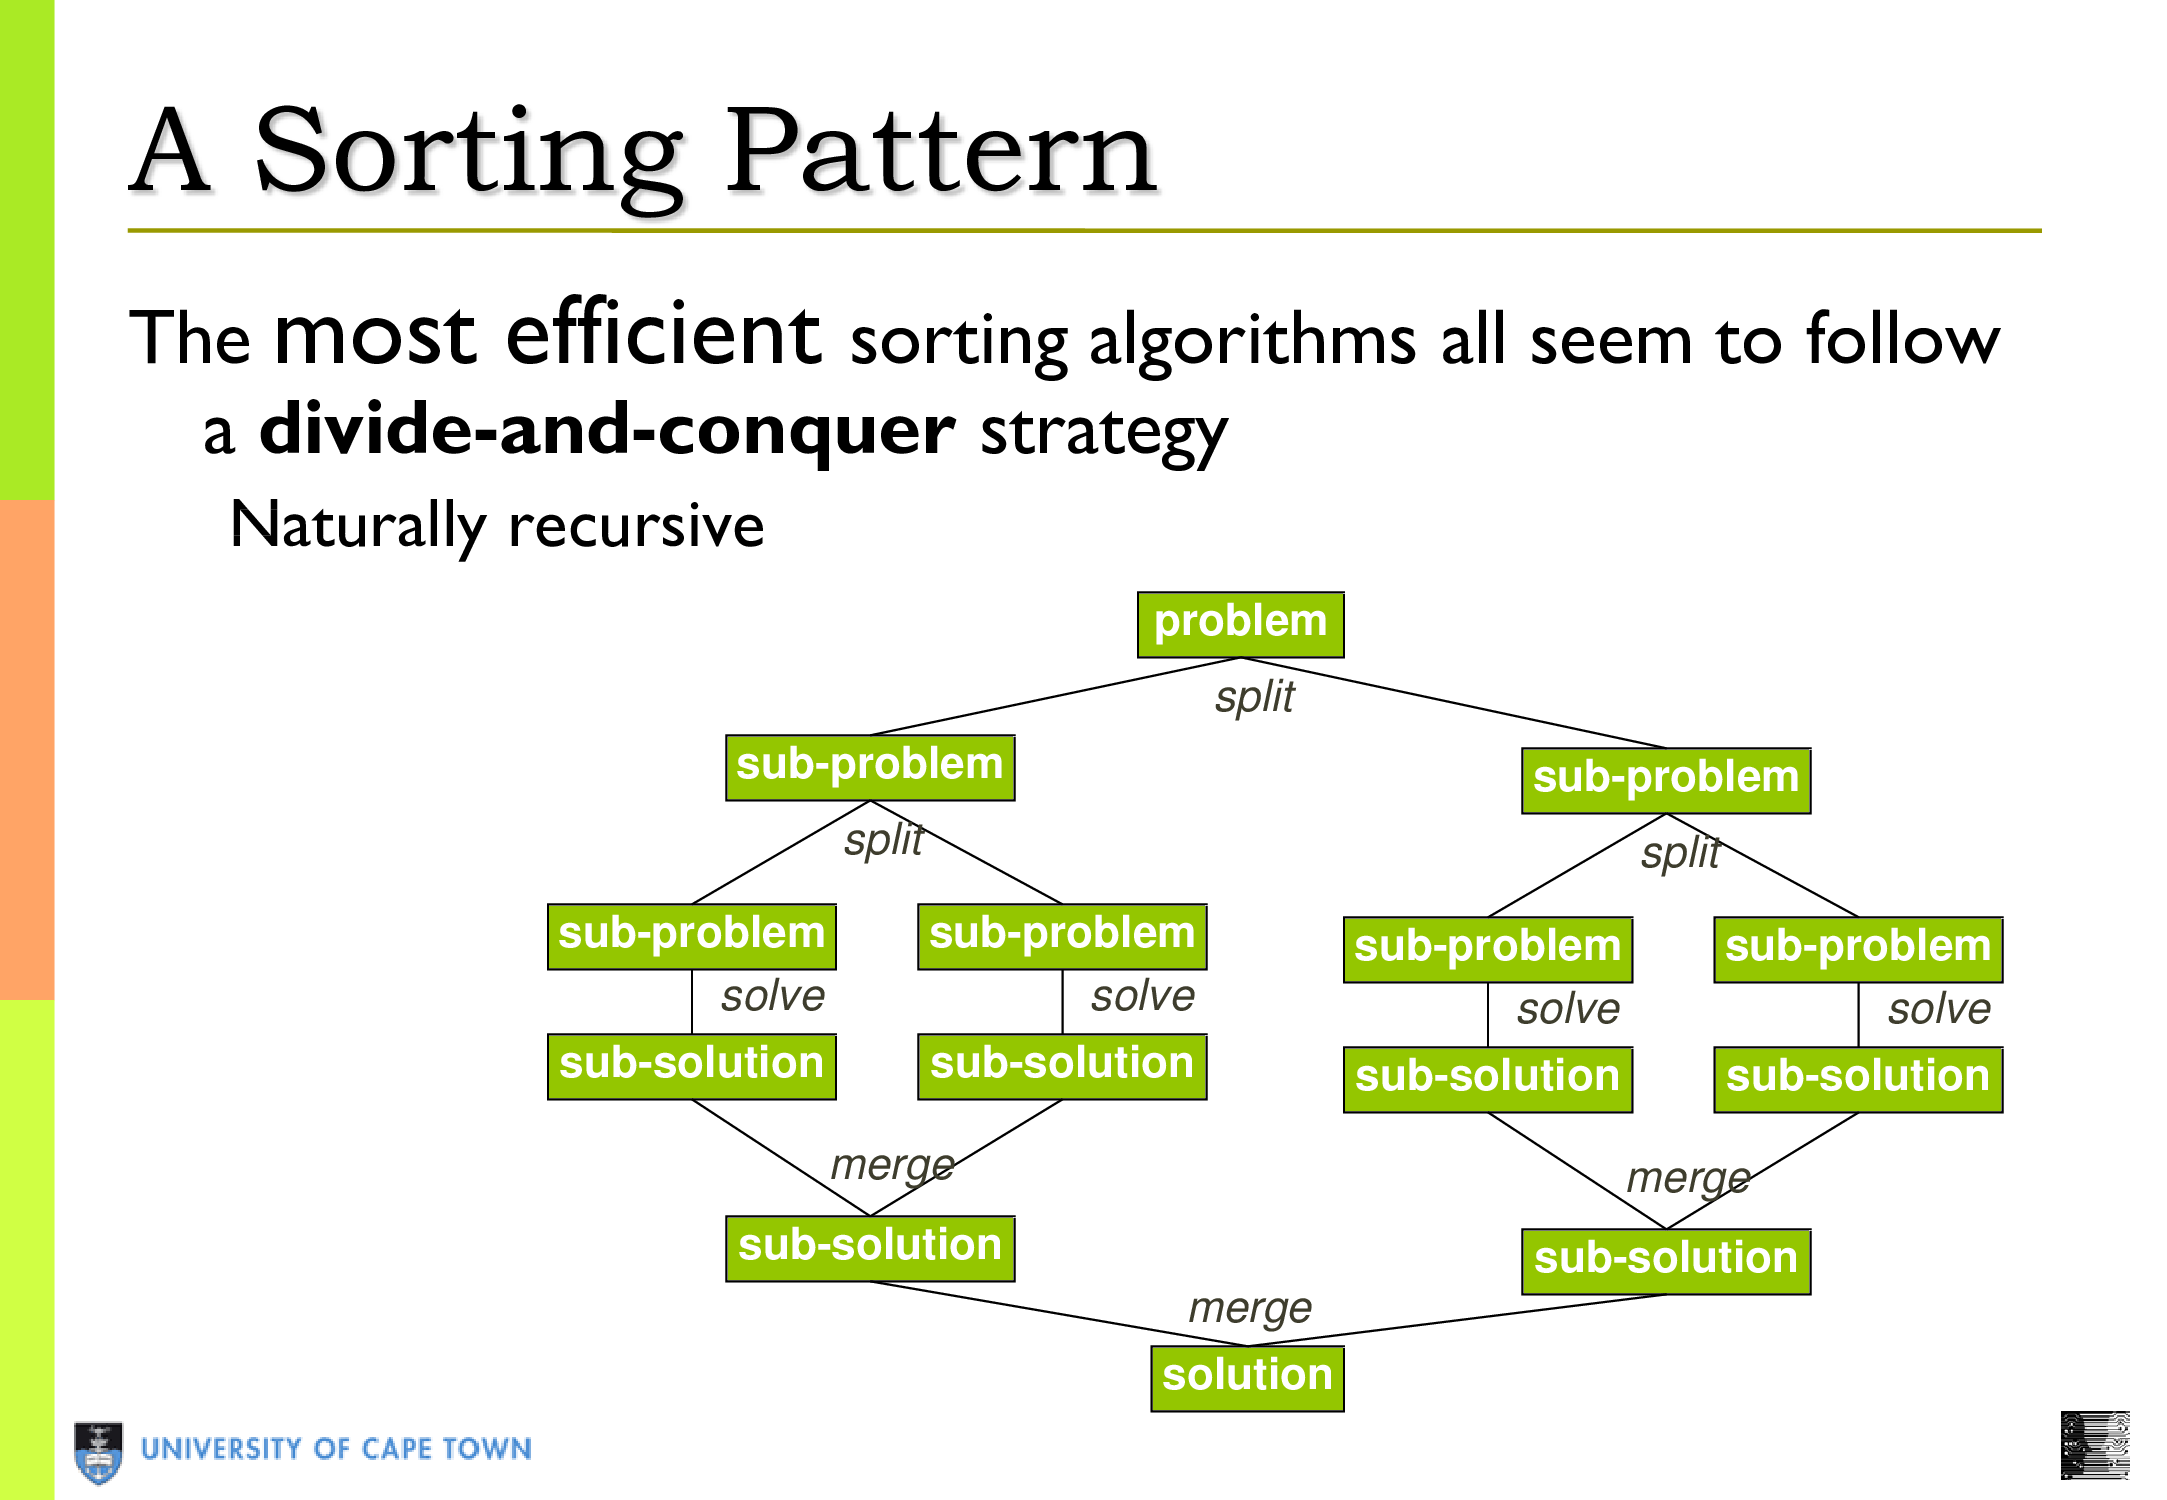 A Sorting Pattern
The most efficient sorting algorithms all seem to follow
a divide-and-conquer strategy
Naturally recursive
problem
split
sub-problem
sub-problem
split
split
sub-problem
sub-problem
sub-problem
sub-problem
solve
solve
solve
solve
sub-solution
sub-solution
sub-solution
sub-solution
merge
merge
sub-solution
sub-solution
merge
solution
UNIVERSITY OF CAPE TOWN